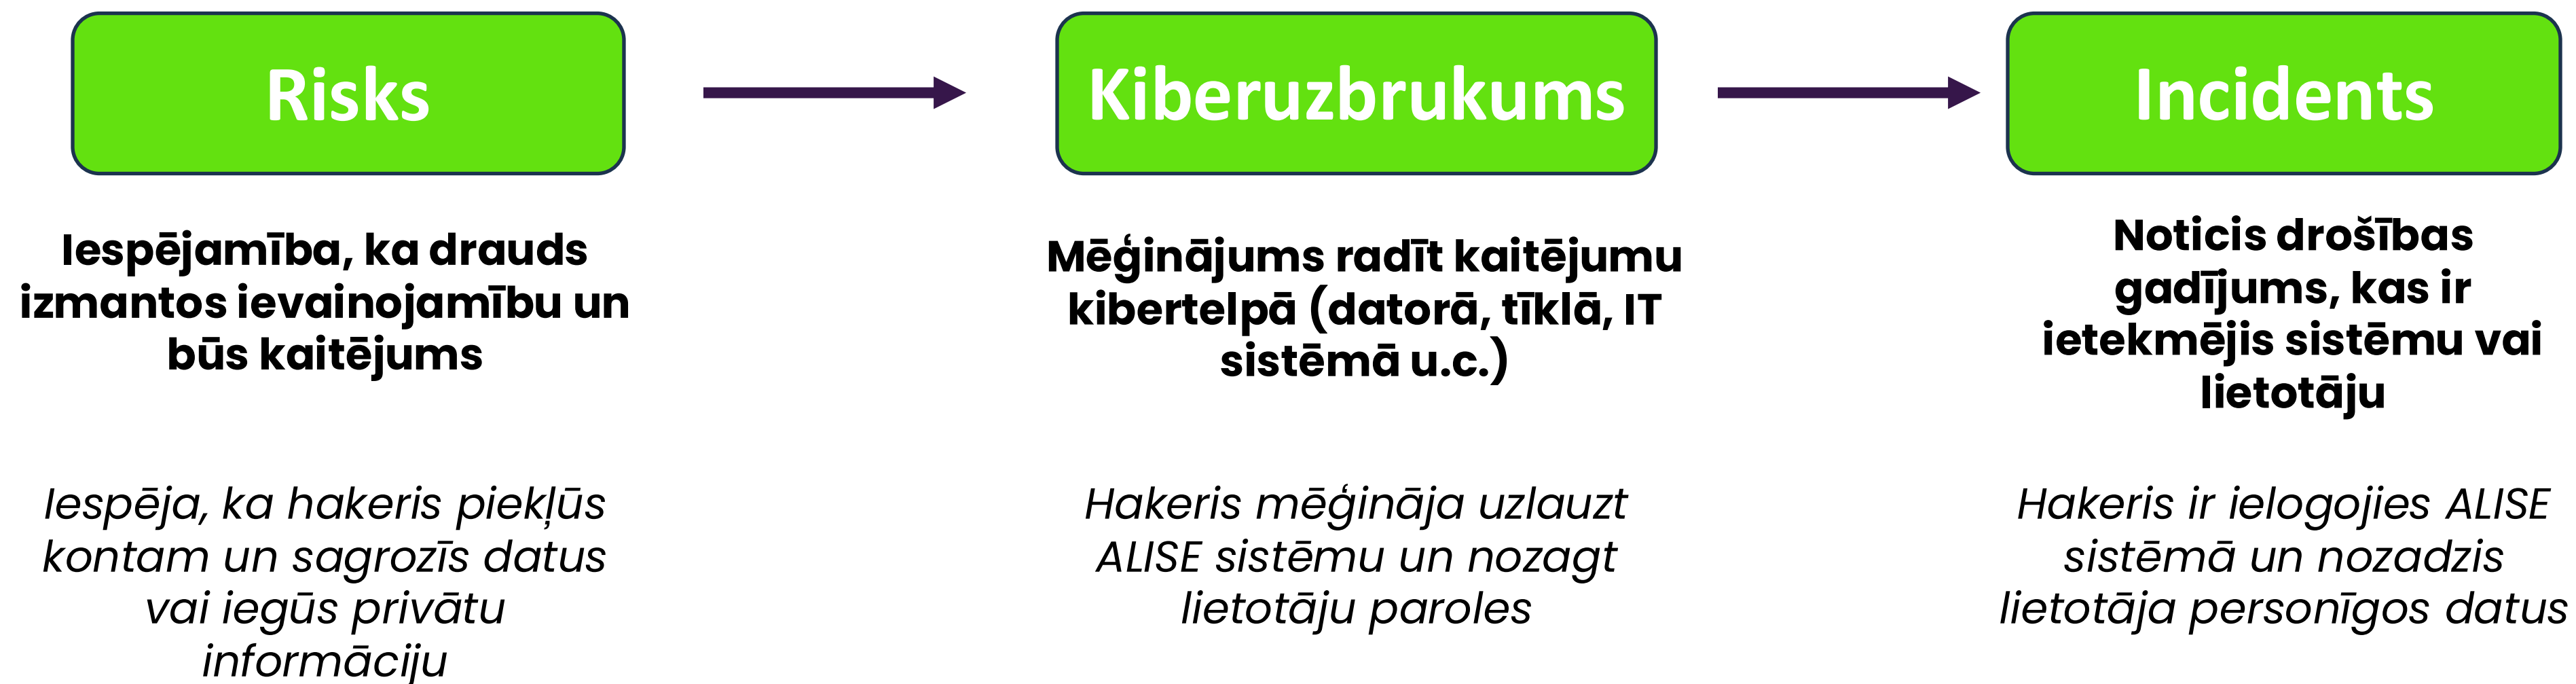 Risks
Kiberuzbrukums
Incidents
Iespējamība, ka drauds
izmantos ievainojamību un
būs kaitējums
Mēģinājums radīt kaitējumu
kibertelpā (datorā, tīklā, IT
sistēmā u.c.)
Noticis drošības
gadījums, kas ir
ietekmējis sistēmu vai
lietotāju
Iespēja, ka hakeris piekļūs
kontam un sagrozīs datus
vai iegūs privātu
informāciju
Hakeris mēģināja uzlauzt
ALISE sistēmu un nozagt
lietotāju paroles
Hakeris ir ielogojies ALISE
sistēmā un nozadzis
lietotāja personīgos datus